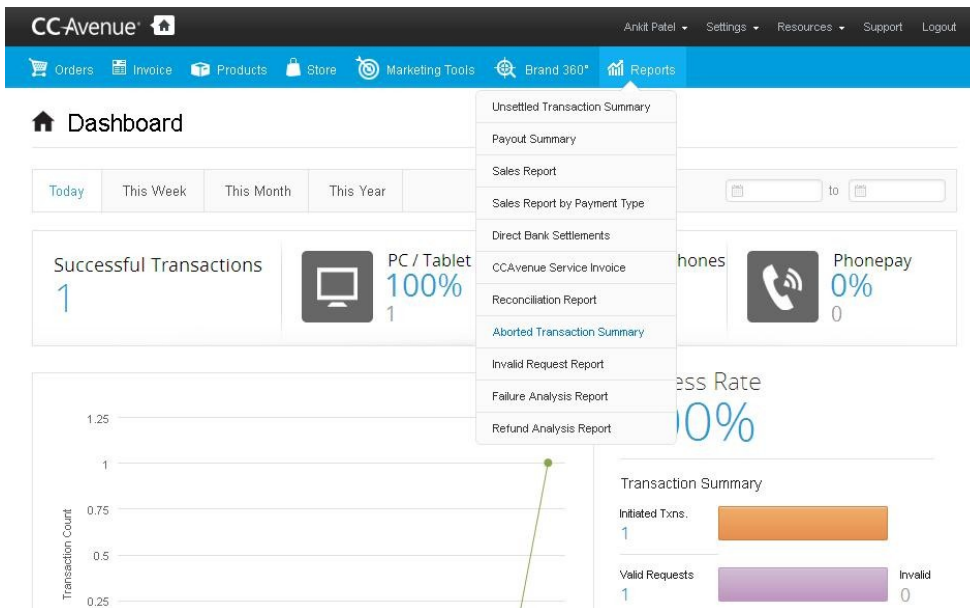 CCAvenue
Ankit Patel Settings Resources Support Logout
Orders Invoice Products Store Marketing Tools Brand 360° Reports
Dashboard
Unsettled Transaction Summary
Payout Summary
Sales Report
Sales Report by Payment Type
Direct Bank Settlements
CCAvenue Service Invoice
Reconciliation Report
Aborted Transaction Summary
Invalid Request Report
Failure Analysis Report
Refund Analysis Report
Today This Week This Month This Year to
Successful Transactions
1
PC / Tablet
100%
1
hones
Phonepay
0%
0
ess Rate
00%
Transaction Summary
Initiated Txns.
1
Valid Requests
1
Invalid
0
1.25
1
0.75
0.5
0.25
Transaction Count